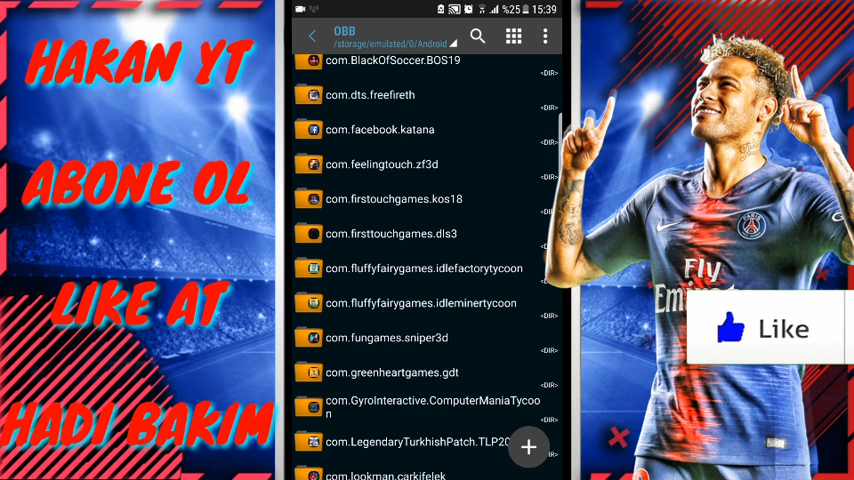 HAKAN YT
ABONE OL
LIKE AT
HADI BAKIM
%25 15:39
OBB
/storage/emulated/0/Android
com.BlackOfSoccer.BOS19
<DIR>
com.dts.freefireth
<DIR>
com.facebook.katana
<DIR>
com.feelingtouch.zf3d
<DIR>
com.firstouchgames.kos18
<DIR>
com.firsttouchgames.dls3
<DIR>
com.fluffyfairygames.idlefactorytycoon
<DIR>
com.fluffyfairygames.idleminertycoon
<DIR>
com.fungames.sniper3d
<DIR>
com.greenheartgames.gdt
<DIR>
com.GyroInteractive.ComputerManiaTycoo
n
<DIR>
com.LegendaryTurkishPatch.TLP20
<DIR>
com.lookman.carkifelek
Fly
PARIS
Like